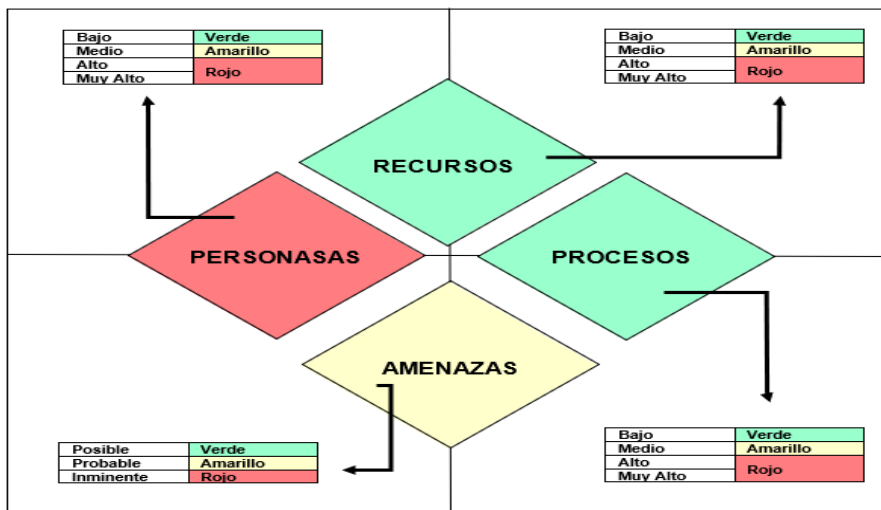 Bajo Verde
Medio Amarillo
Alto Rojo
Muy Alto
Bajo Verde
Medio Amarillo
Alto Rojo
Muy Alto
RECURSOS
PERSONASAS
PROCESOS
AMENAZAS
Posible Verde
Probable Amarillo
Inminente Rojo
Bajo Verde
Medio Amarillo
Alto Rojo
Muy Alto